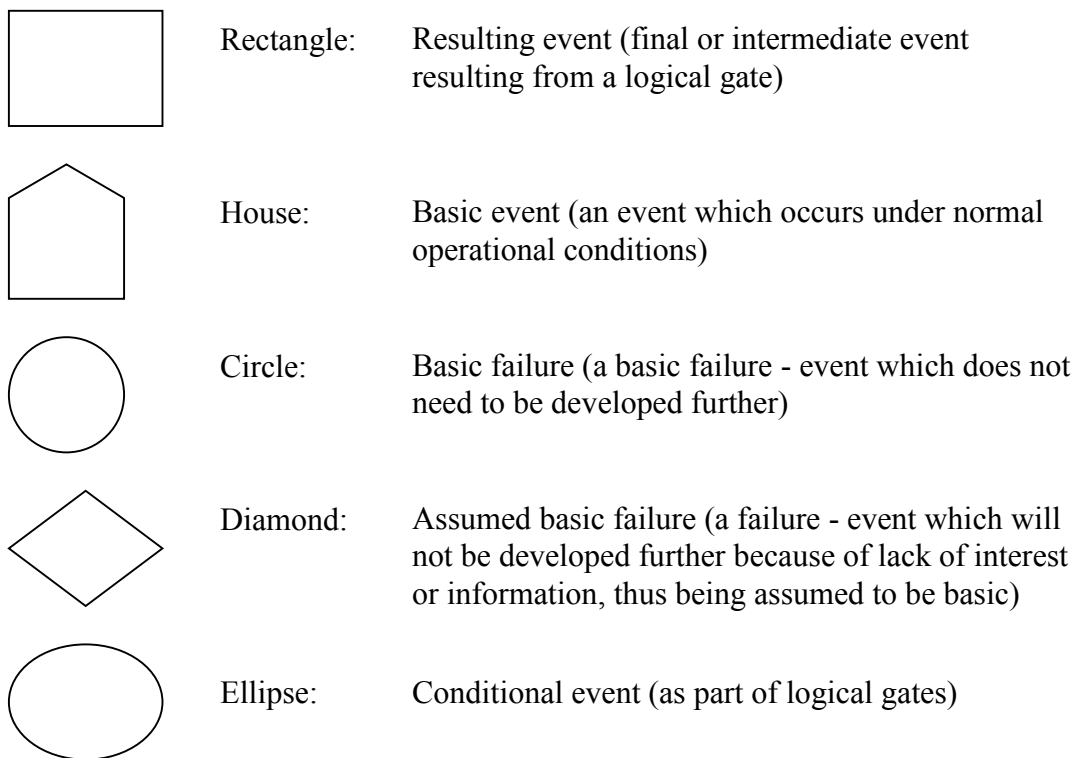 Rectangle: Resulting event (final or intermediate event
resulting from a logical gate)
House: Basic event (an event which occurs under normal
operational conditions)
Circle: Basic failure (a basic failure - event which does not
need to be developed further)
Diamond: Assumed basic failure (a failure - event which will
not be developed further because of lack of interest
or information, thus being assumed to be basic)
Ellipse: Conditional event (as part of logical gates)